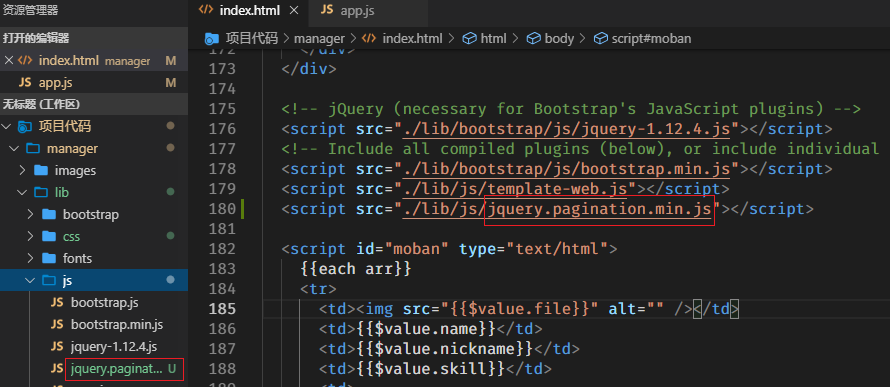 资源管理器
打开的编辑器
index.html manager M
app.js M
无标题 (工作区)
项目代码
manager
images
lib
bootstrap
css
fonts
js
JS bootstrap.js
JS bootstrap.min.js
JS jquery-1.12.4.js
JS jquery.paginat... U
index.html
app.js
项目代码 > manager > index.html > html > body > script#moban
172 </div>
173 </div>
174
175 <!-- jQuery (necessary for Bootstrap's JavaScript plugins) -->
176 <script src="./lib/bootstrap/js/jquery-1.12.4.js"></script>
177 <!-- Include all compiled plugins (below), or include individual
178 <script src="./lib/js/bootstrap.min.js"></script>
179 <script src="./lib/js/template-web.js"></script>
180 <script src="./lib/js/jquery.pagination.min.js"></script>
181
182 <script id="moban" type="text/html">
183 {{each arr}}
184 <tr>
185 <td><img src="{{$value.file}}" alt="" /></td>
186 <td>{{$value.name}}</td>
187 <td>{{$value.nickname}}</td>
188 <td>{{$value.skill}}</td>